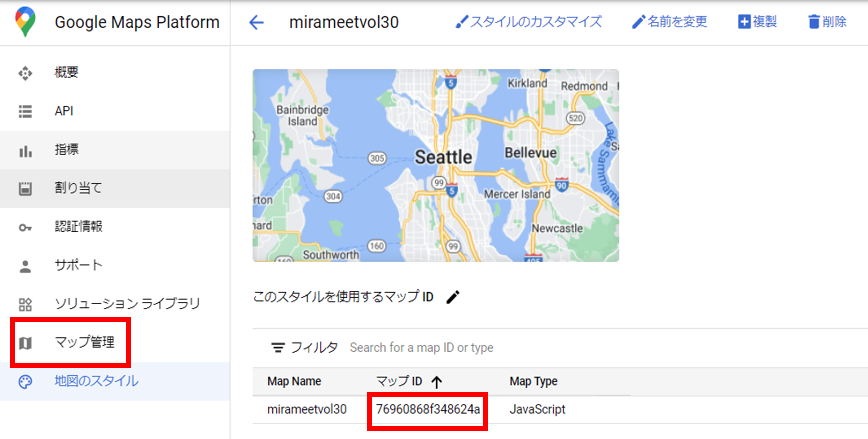 Google Maps Platform
概要
API
指標
割り当て
認証情報
サポート
ソリューション ライブラリ
マップ管理
地図のスタイル
mirameetvol30
スタイルのカスタマイズ
名前を変更
複製
削除
Bainbridge
Island
Kirkland
Redmond
5
520
305
Seattle
Bellevue
Lake
99
5
90
304
Mercer Island
Newcastle
160
99
Southworth
このスタイルを使用するマップ ID
フィルタ Search for a map ID or type
Map Name マップ ID Map Type
mirameetvol30 76960868f348624a JavaScript